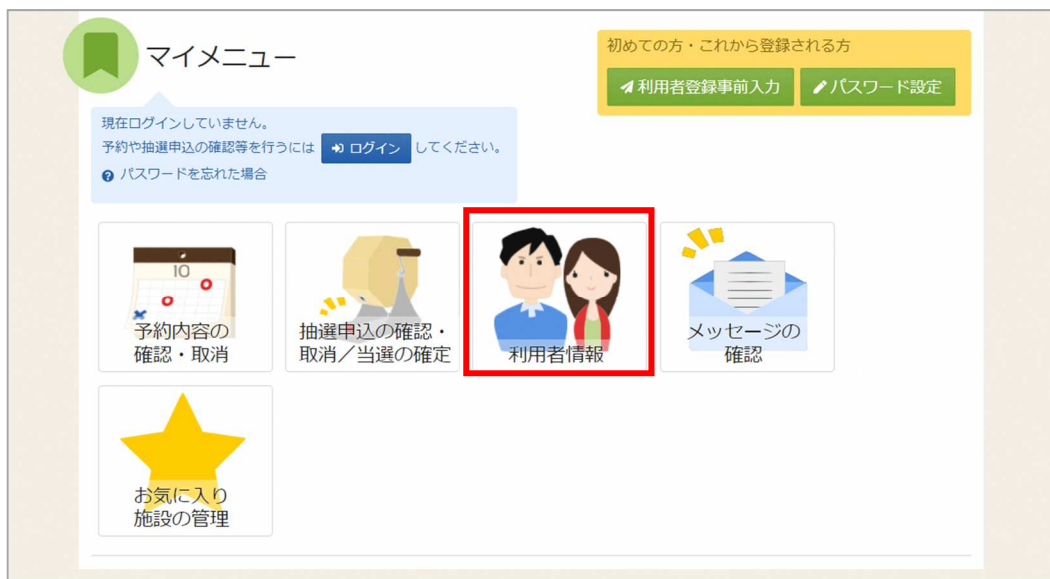 マイメニュー
初めての方・これから登録される方
利用者登録事前入力
パスワード設定
現在ログインしていません。
予約や抽選申込の確認等を行うには ログイン してください。
パスワードを忘れた場合
10
予約内容の
確認・取消
抽選申込の確認・
取消／当選の確定
利用者情報
メッセージの
確認
お気に入り
施設の管理